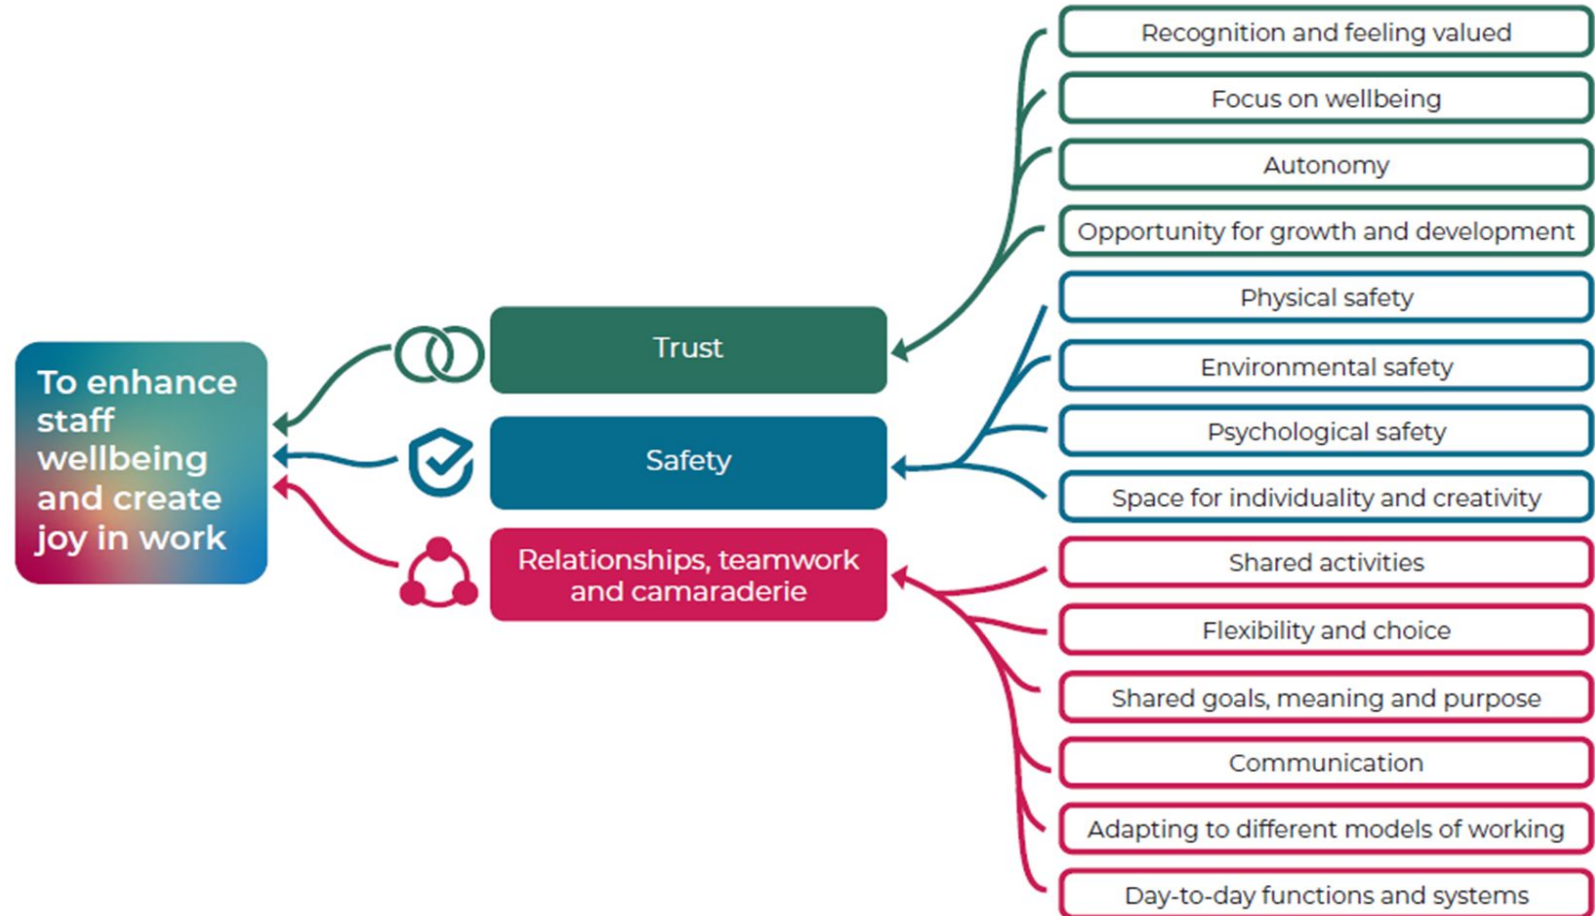 To enhance
staff
wellbeing
and create
joy in work
Trust
Safety
Relationships, teamwork
and camaraderie
Recognition and feeling valued
Focus on wellbeing
Autonomy
Opportunity for growth and development
Physical safety
Environmental safety
Psychological safety
Space for individuality and creativity
Shared activities
Flexibility and choice
Shared goals, meaning and purpose
Communication
Adapting to different models of working
Day-to-day functions and systems